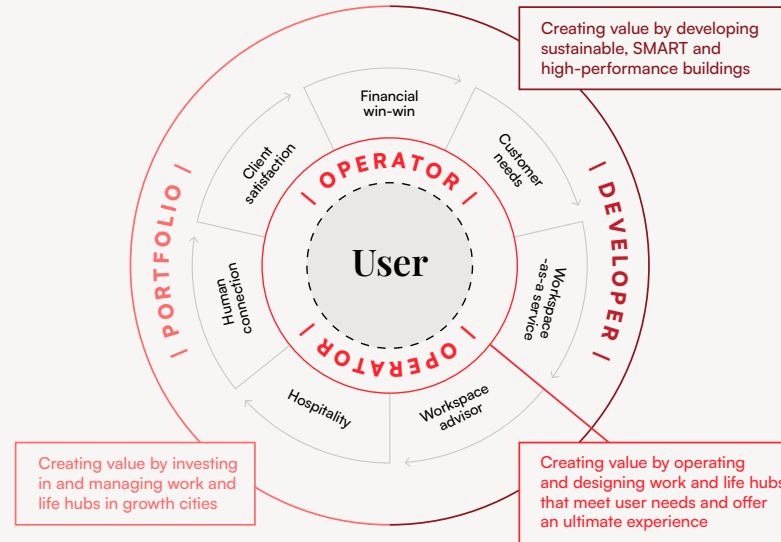 Creating value by developing
sustainable, SMART and
high-performance buildings
Financial
win-win
Client
satisfaction
Customer
needs
| OPERATOR |
| PORTFOLIO |
| DEVELOPER |
User
Human
connection
Workspace
-as-a service
| OPERATOR |
Hospitality
Workspace
advisor
Creating value by investing
in and managing work and
life hubs in growth cities
Creating value by operating
and designing work and life hubs
that meet user needs and offer
an ultimate experience